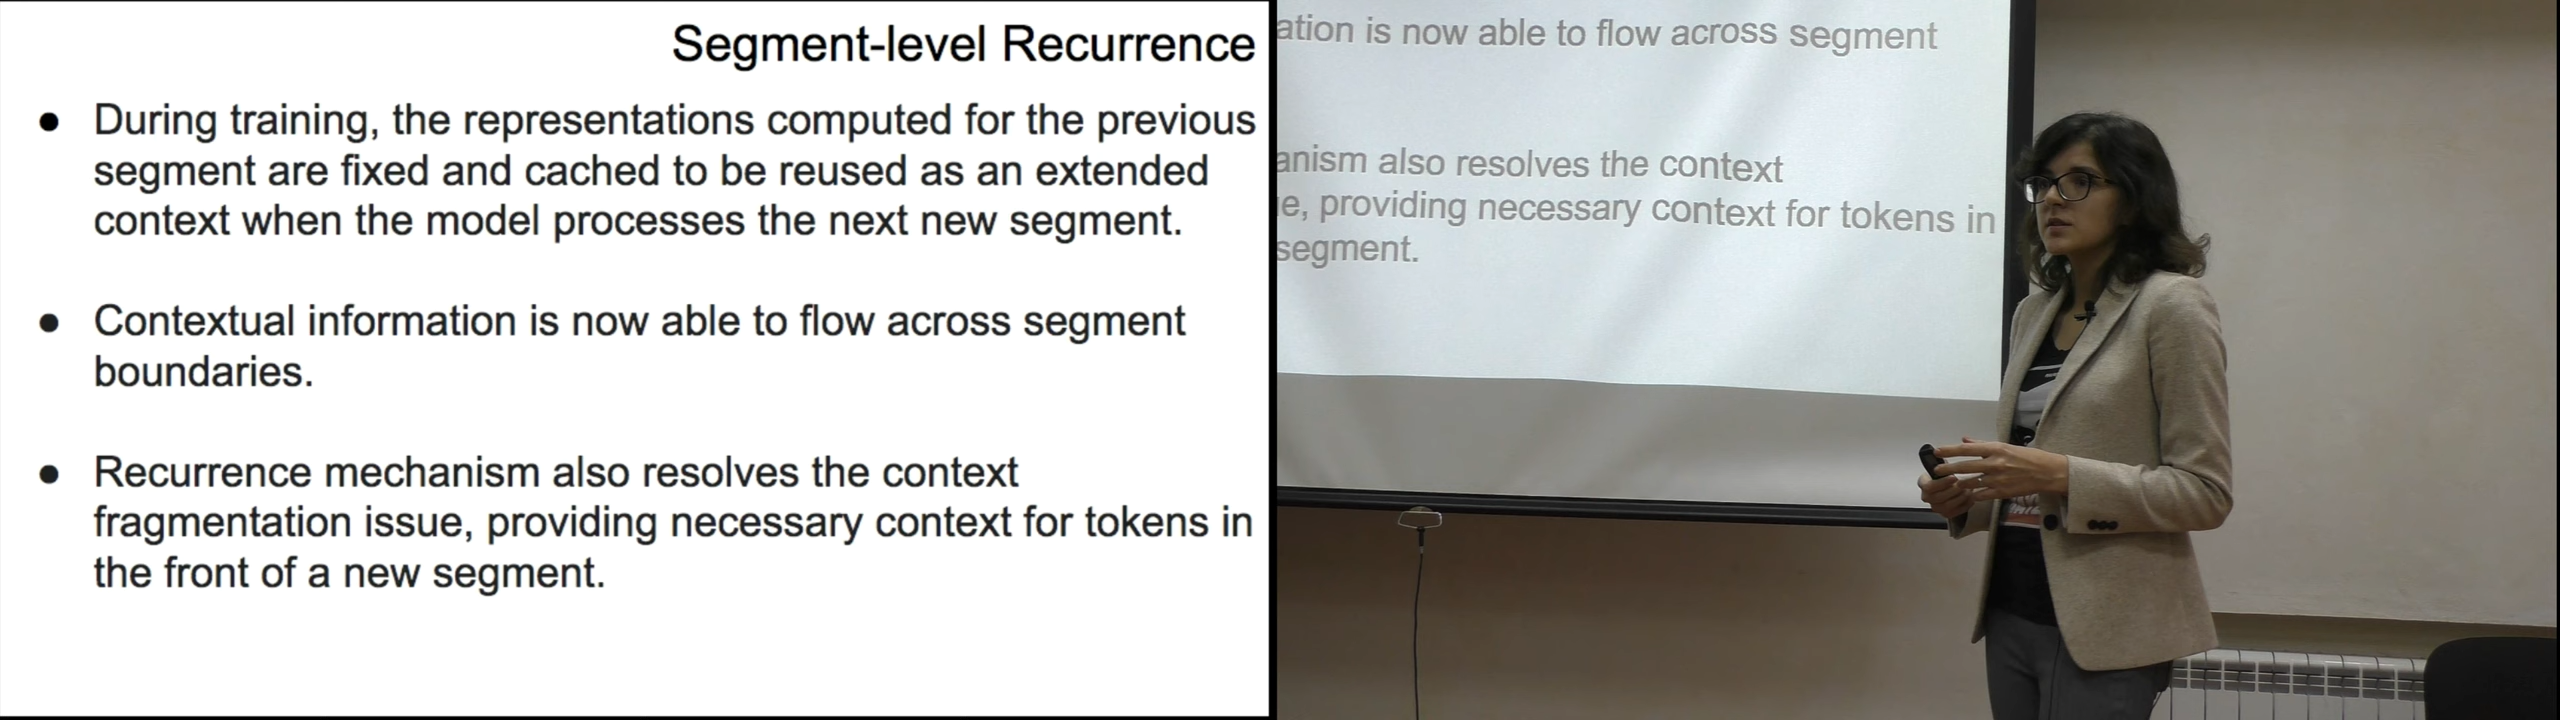 Segment-level Recurrence
● During training, the representations computed for the previous
segment are fixed and cached to be reused as an extended
context when the model processes the next new segment.
● Contextual information is now able to flow across segment
boundaries.
● Recurrence mechanism also resolves the context
fragmentation issue, providing necessary context for tokens in
the front of a new segment.
ation is now able to flow across segment
anism also resolves the context
e, providing necessary context for tokens in
segment.